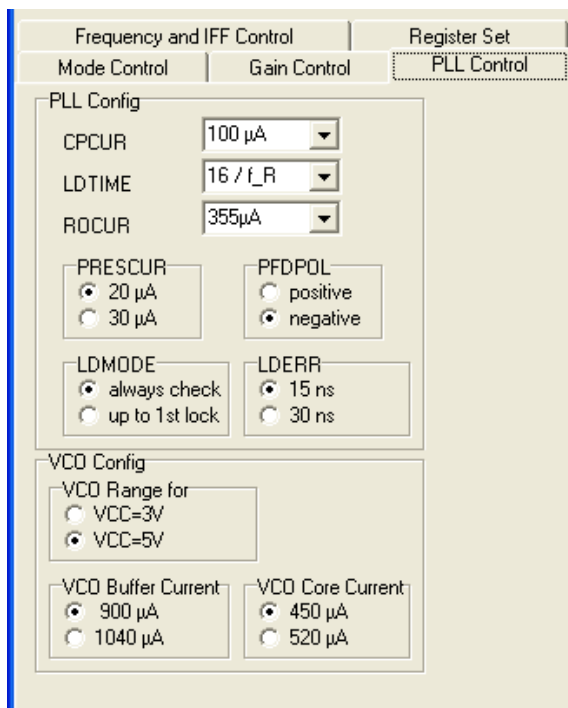 Frequency and IFF Control Register Set
Mode Control Gain Control PLL Control
PLL Config
CPCUR 100 µA
LDTIME 16 / f_R
ROCUR 355µA
PRESCUR
20 µA
30 µA
PFDPOL
positive
negative
LDMODE
always check
up to 1st lock
LDERR
15 ns
30 ns
VCO Config
VCO Range for
VCC=3V
VCC=5V
VCO Buffer Current
900 µA
1040 µA
VCO Core Current
450 µA
520 µA